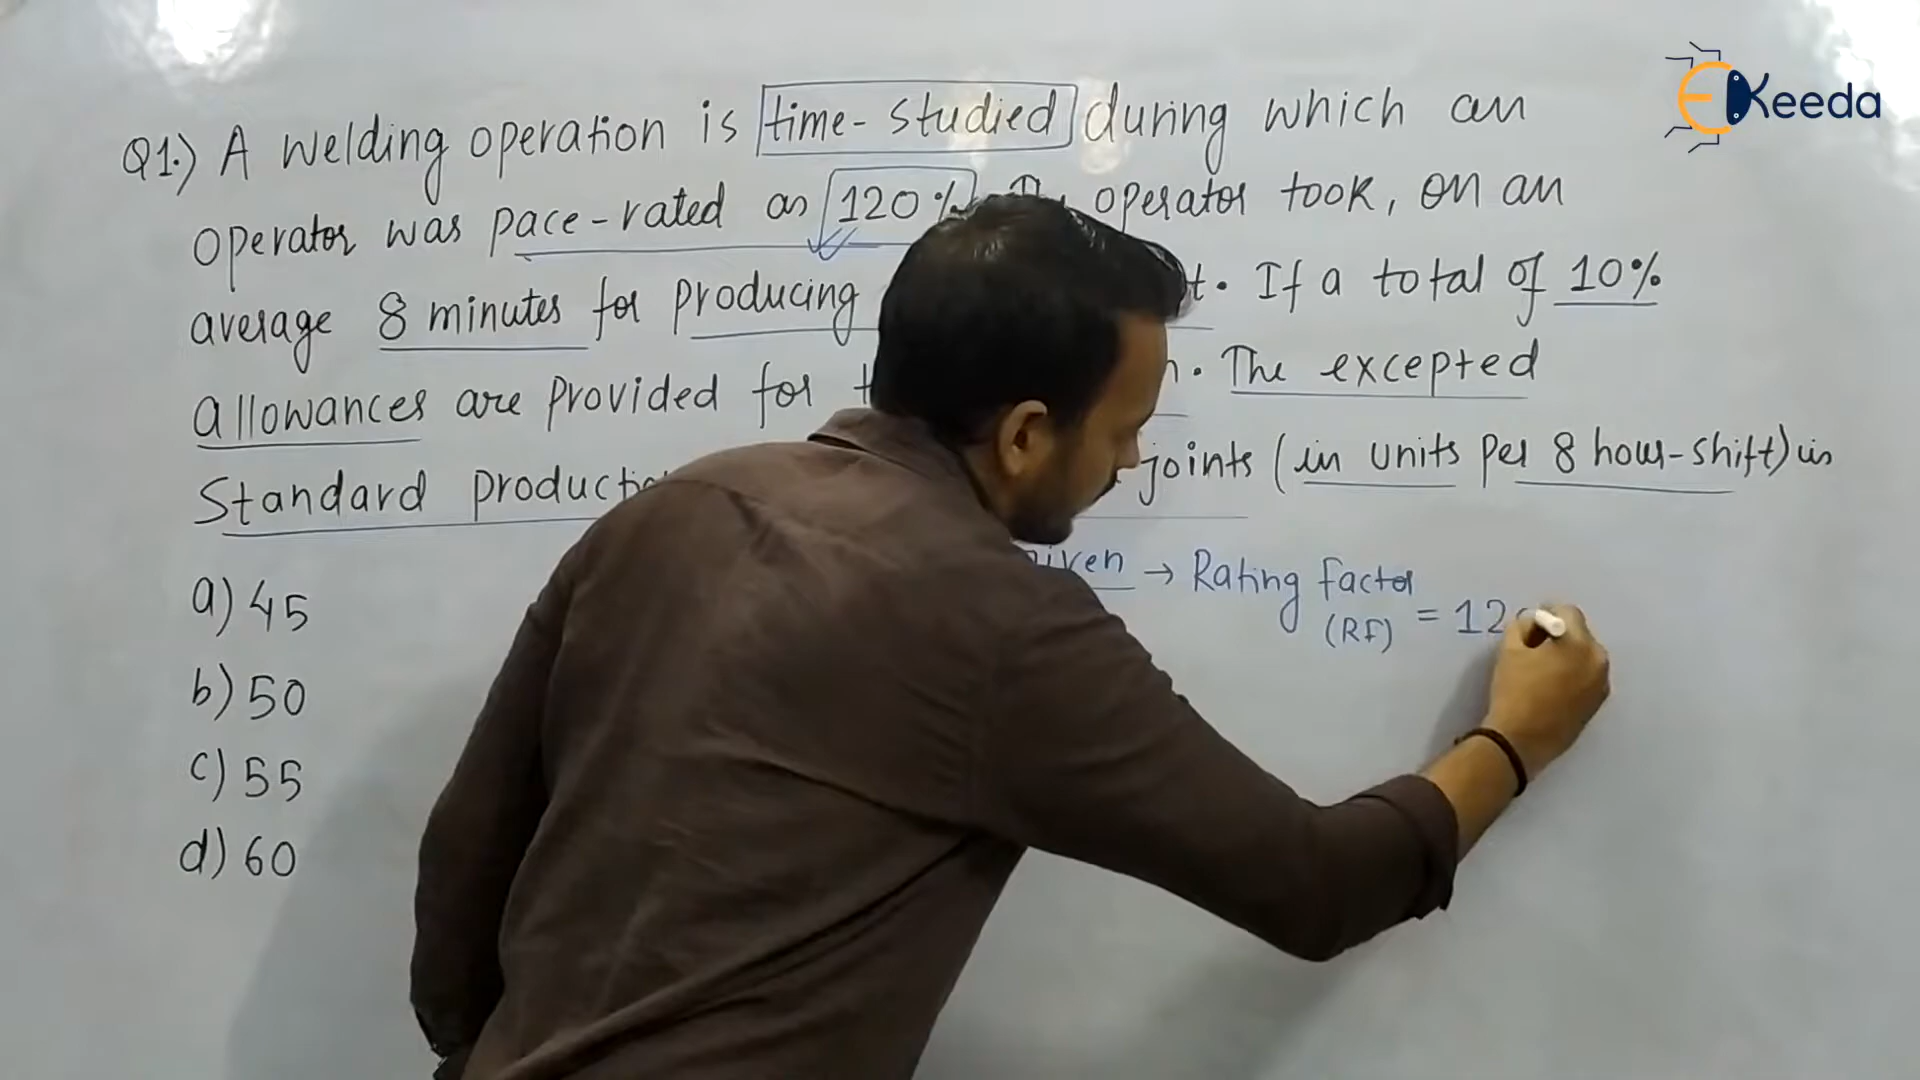 EKeeda
Q1.) A welding operation is time-studied during which an
operator was pace-rated as 120% operator took, on an
average 8 minutes for producing t. If a total of 10%
allowances are provided for . The excepted
Standard joints (in units per 8 hour-shift) is
a) 45
b) 50
c) 55
d) 60
given → Rating factor
(RF) = 12